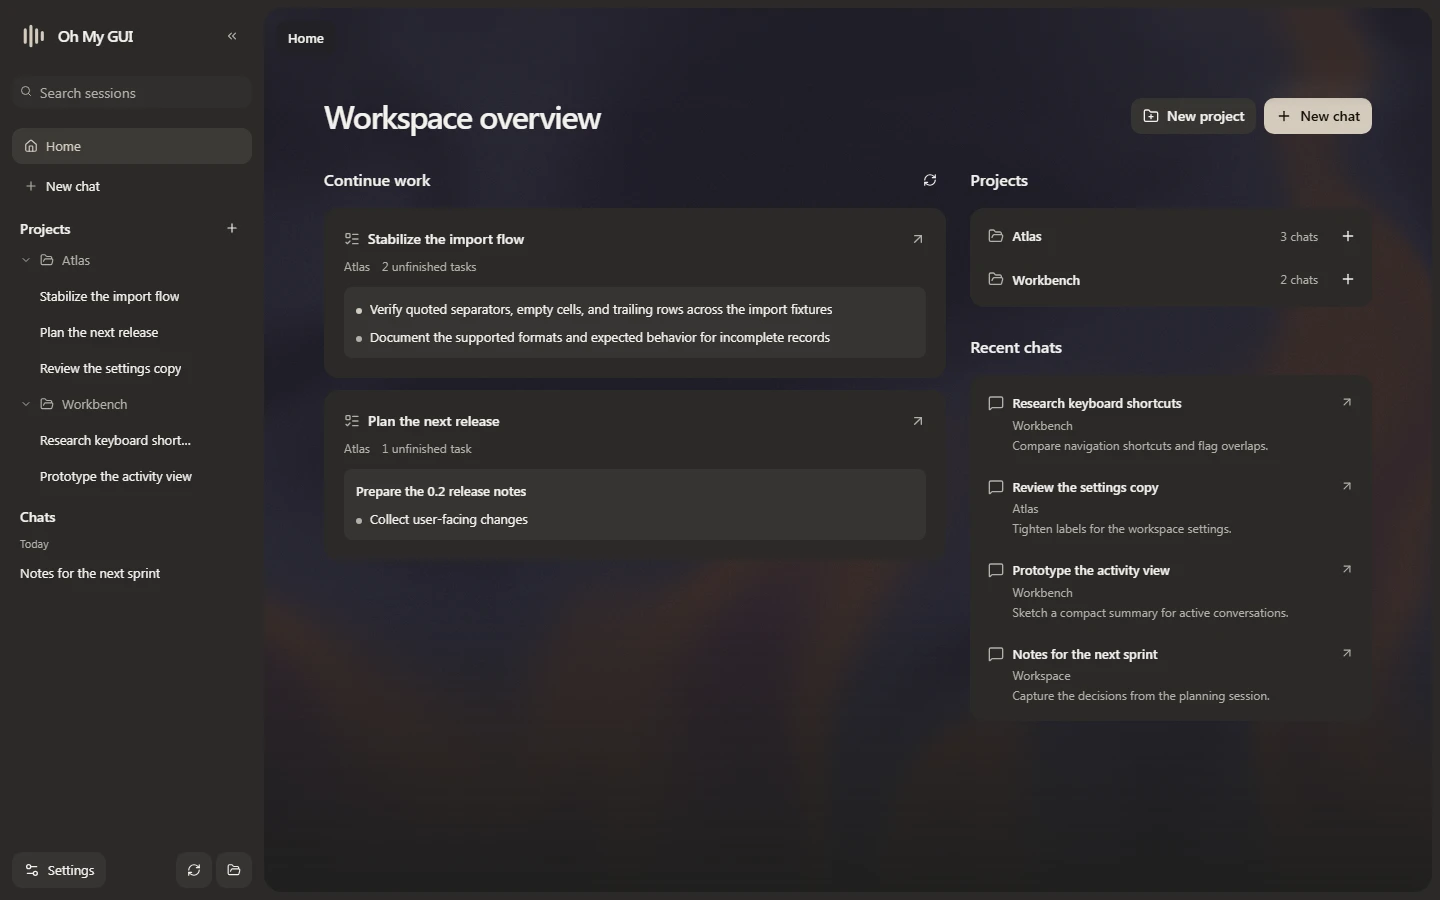 Oh My GUI
Search sessions
Home
New chat
Projects
Atlas
Stabilize the import flow
Plan the next release
Review the settings copy
Workbench
Research keyboard short...
Prototype the activity view
Chats
Today
Notes for the next sprint
Settings
Home
Workspace overview
New project
New chat
Continue work
Stabilize the import flow
Atlas 2 unfinished tasks
Verify quoted separators, empty cells, and trailing rows across the import fixtures
Document the supported formats and expected behavior for incomplete records
Plan the next release
Atlas 1 unfinished task
Prepare the 0.2 release notes
Collect user-facing changes
Projects
Atlas 3 chats
Workbench 2 chats
Recent chats
Research keyboard shortcuts
Workbench
Compare navigation shortcuts and flag overlaps.
Review the settings copy
Atlas
Tighten labels for the workspace settings.
Prototype the activity view
Workbench
Sketch a compact summary for active conversations.
Notes for the next sprint
Workspace
Capture the decisions from the planning session.